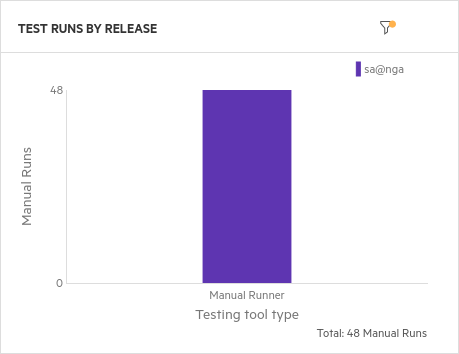 TEST RUNS BY RELEASE
sa@nga
48
Manual Runs
0
Manual Runner
Testing tool type
Total: 48 Manual Runs